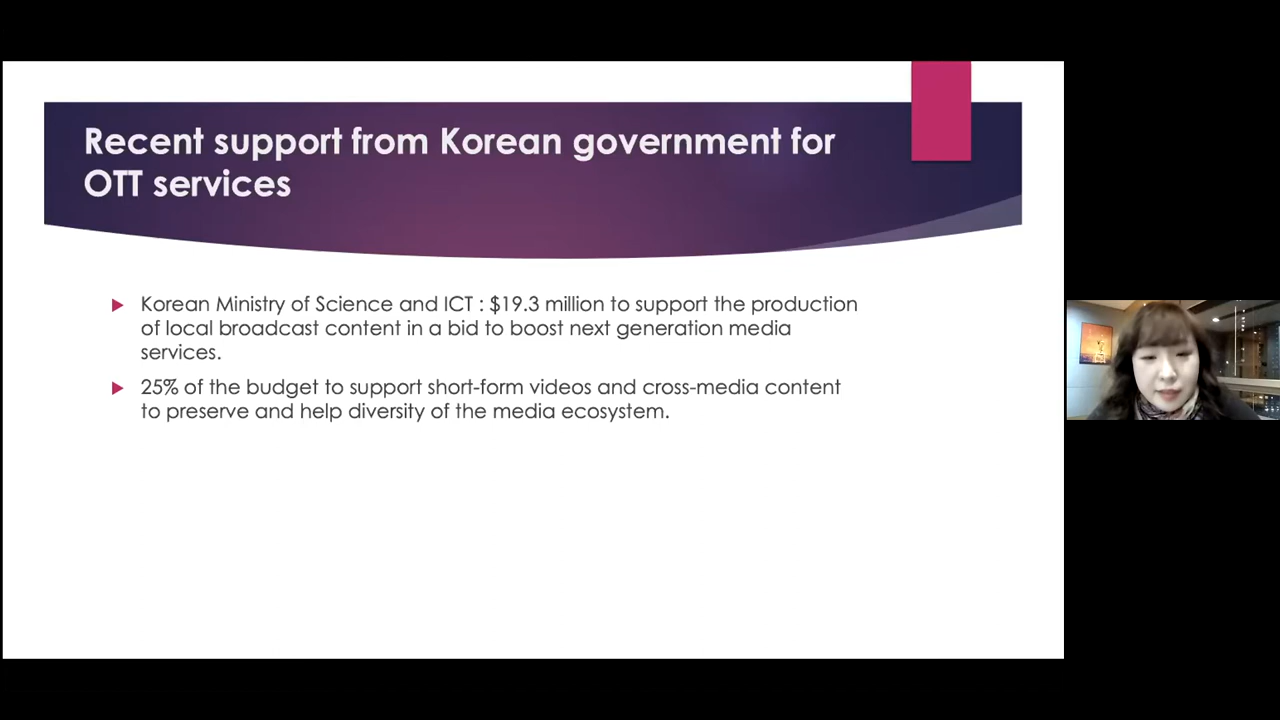 Recent support from Korean government for
OTT services
Korean Ministry of Science and ICT : $19.3 million to support the production
of local broadcast content in a bid to boost next generation media
services.
25% of the budget to support short-form videos and cross-media content
to preserve and help diversity of the media ecosystem.